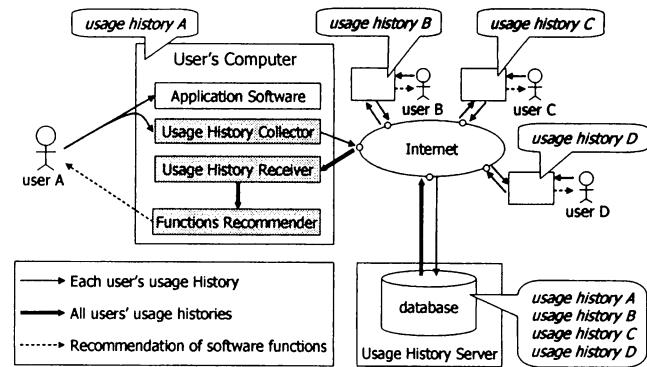 usage history A
usage history B
usage history C
User's Computer
Application Software
Usage History Collector
Usage History Receiver
Functions Recommender
user A
user B
user C
Internet
usage history D
user D
Each user's usage History
All users' usage histories
Recommendation of software functions
database
Usage History Server
usage history A
usage history B
usage history C
usage history D